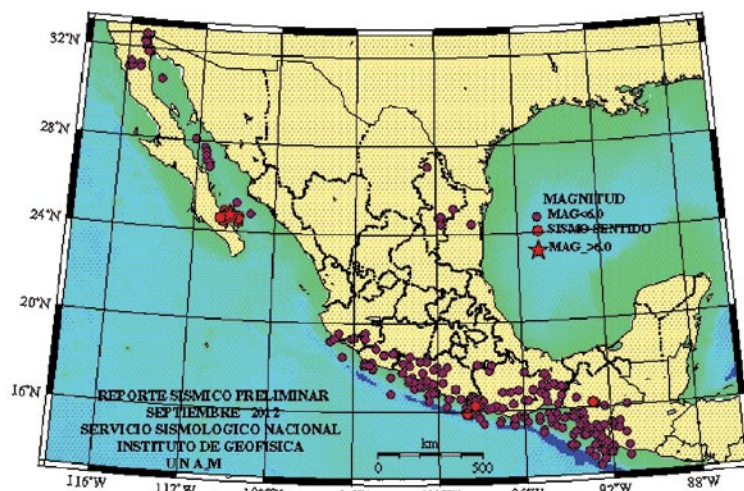 32°N
28°N
24°N
20°N
16°N
MAGNITUD
MAG<6.0
SISMO SENTIDO
MAG_>6.0
REPORTE SISMICO PRELIMINAR
SEPTIEMBRE 2012
SERVICIO SISMOLOGICO NACIONAL
INSTITUTO DE GEOFISICA
U N A M
km
0 500
116°W 112°W 92°W 88°W